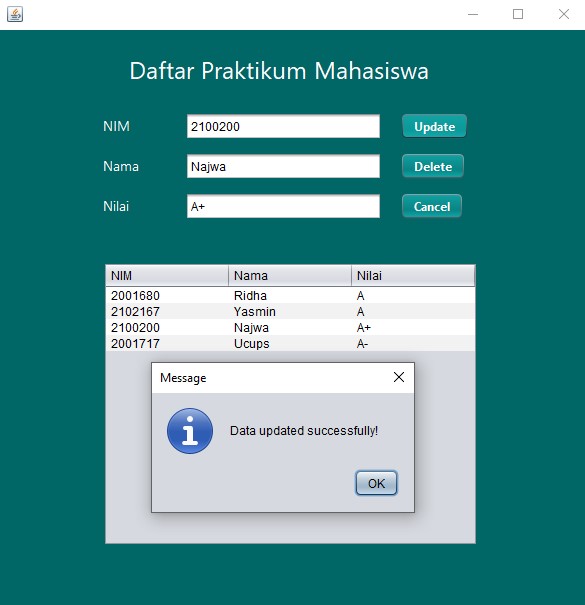 Daftar Praktikum Mahasiswa
NIM 2100200 Update
Nama Najwa Delete
Nilai A+ Cancel
NIM Nama Nilai
2001680 Ridha A
2102167 Yasmin A
2100200 Najwa A+
2001717 Ucups A-
Message
Data updated successfully!
OK